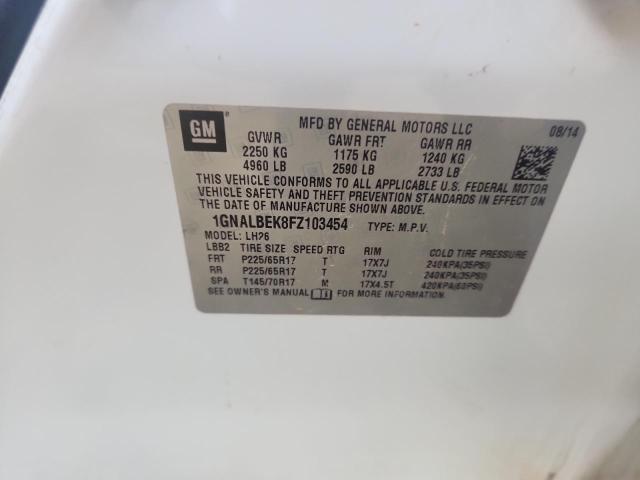 GM
MFD BY GENERAL MOTORS LLC
08/14
GVWR GAWR FRT GAWR RR
2250 KG 1175 KG 1240 KG
4960 LB 2590 LB 2733 LB
THIS VEHICLE CONFORMS TO ALL APPLICABLE U.S. FEDERAL MOTOR
VEHICLE SAFETY AND THEFT PREVENTION STANDARDS IN EFFECT ON
THE DATE OF MANUFACTURE SHOWN ABOVE.
1GNALBEK8FZ103454 TYPE: M.P.V.
MODEL: LH26
LBB2 TIRE SIZE SPEED RTG RIM COLD TIRE PRESSURE
FRT P225/65R17 T 17X7J 240KPA(35PSI)
RR P225/65R17 T 17X7J 240KPA(35PSI)
SPA T145/70R17 M 17X4.5T 420KPA(60PSI)
SEE OWNER'S MANUAL FOR MORE INFORMATION.